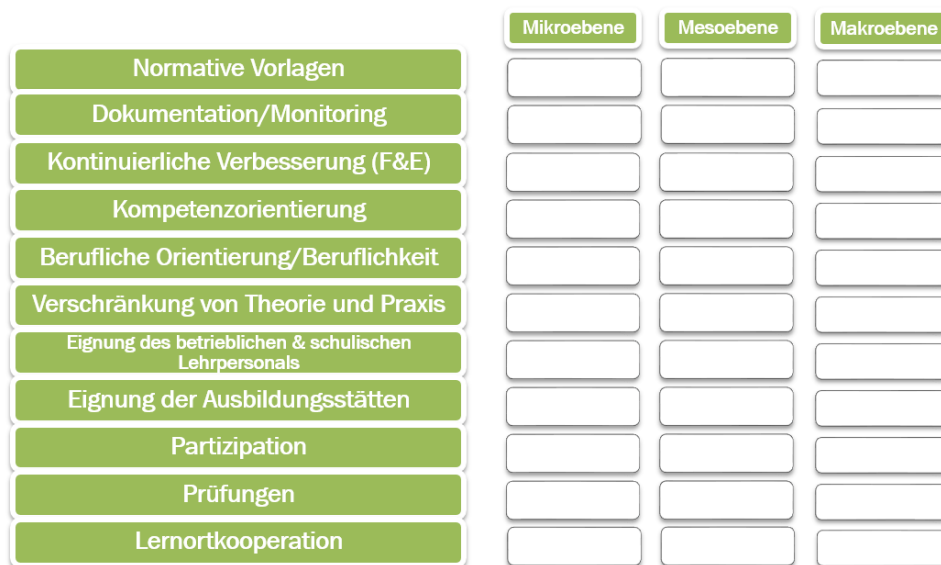 Mikroebene Mesoebene Makroebene
Normative Vorlagen
Dokumentation/Monitoring
Kontinuierliche Verbesserung (F&E)
Kompetenzorientierung
Berufliche Orientierung/Beruflichkeit
Verschränkung von Theorie und Praxis
Eignung des betrieblichen & schulischen
Lehrpersonals
Eignung der Ausbildungsstätten
Partizipation
Prüfungen
Lernortkooperation